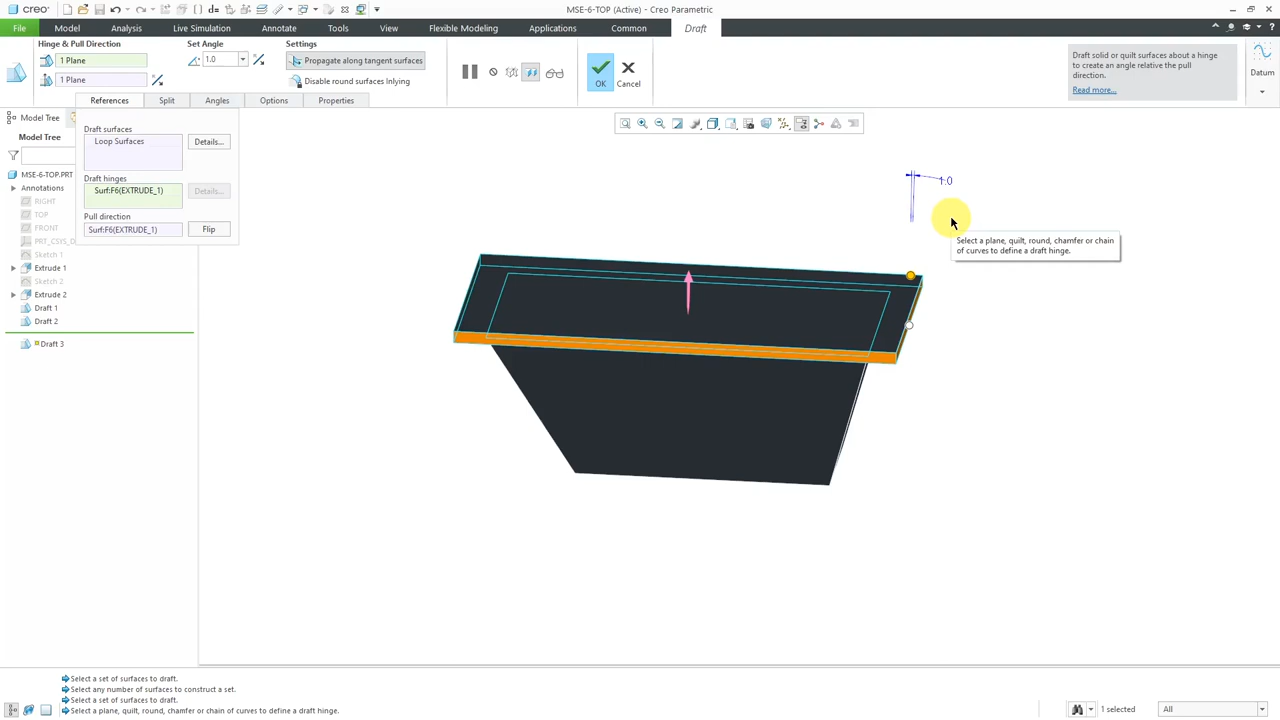 creo
MSE-6-TOP (Active) - Creo Parametric
File Model Analysis Live Simulation Annotate Tools View Flexible Modeling Applications Common Draft
Hinge & Pull Direction Set Angle Settings
1 Plane 1.0 Propagate along tangent surfaces
1 Plane Disable round surfaces Inlying
OK Cancel
Draft solid or quilt surfaces about a hinge
to create an angle relative the pull
direction.
Read more...
Datum
References Split Angles Options Properties
Model Tree
Draft surfaces
Loop Surfaces Details...
Model Tree
Draft hinges
Surf:F6(EXTRUDE_1) Details...
Pull direction
Surf:F6(EXTRUDE_1) Flip
MSE-6-TOP.PRT
Annotations
RIGHT
TOP
FRONT
PRT_CSYS_D
Sketch 1
Extrude 1
Sketch 2
Extrude 2
Draft 1
Draft 2
Draft 3
1.0
Select a plane, quilt, round, chamfer or chain
of curves to define a draft hinge.
Select a set of surfaces to draft.
Select any number of surfaces to construct a set.
Select a set of surfaces to draft.
Select a plane, quilt, round, chamfer or chain of curves to define a draft hinge.
1 selected All